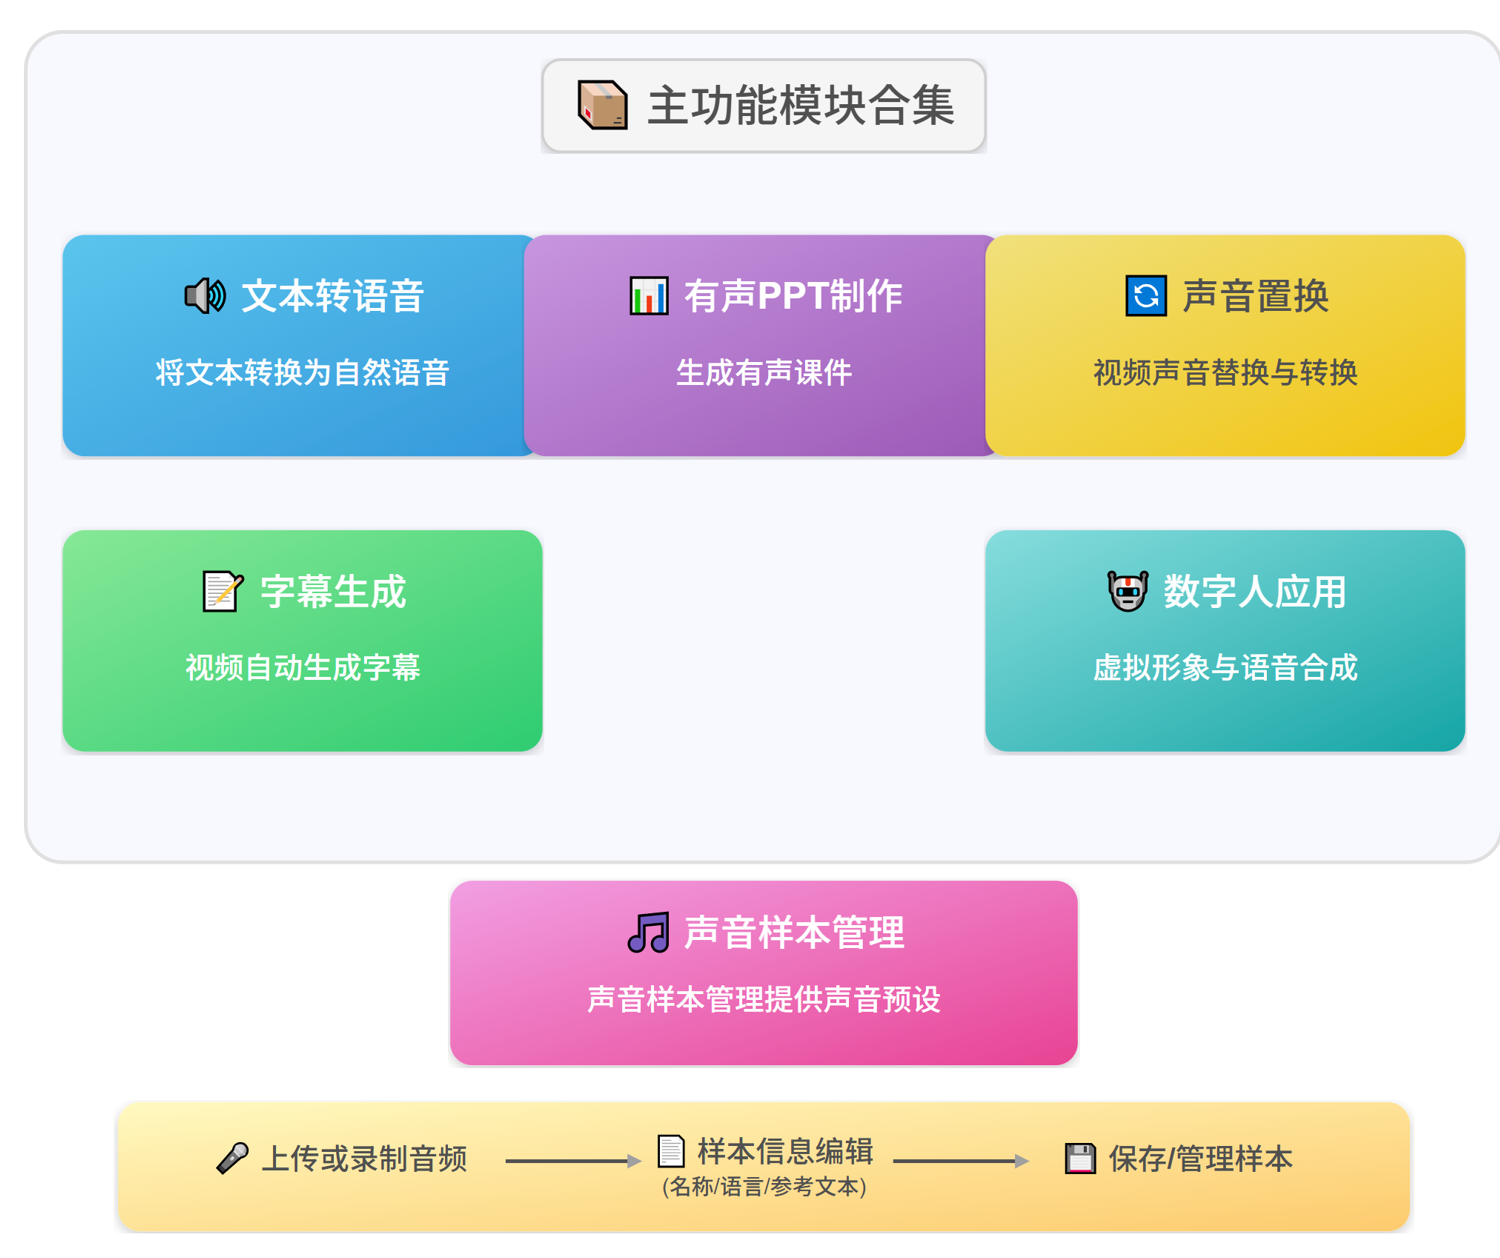 主功能模块合集
文本转语音
将文本转换为自然语音
有声PPT制作
生成有声课件
声音置换
视频声音替换与转换
字幕生成
视频自动生成字幕
数字人应用
虚拟形象与语音合成
声音样本管理
声音样本管理提供声音预设
上传或录制音频
样本信息编辑
(名称/语言/参考文本)
保存/管理样本